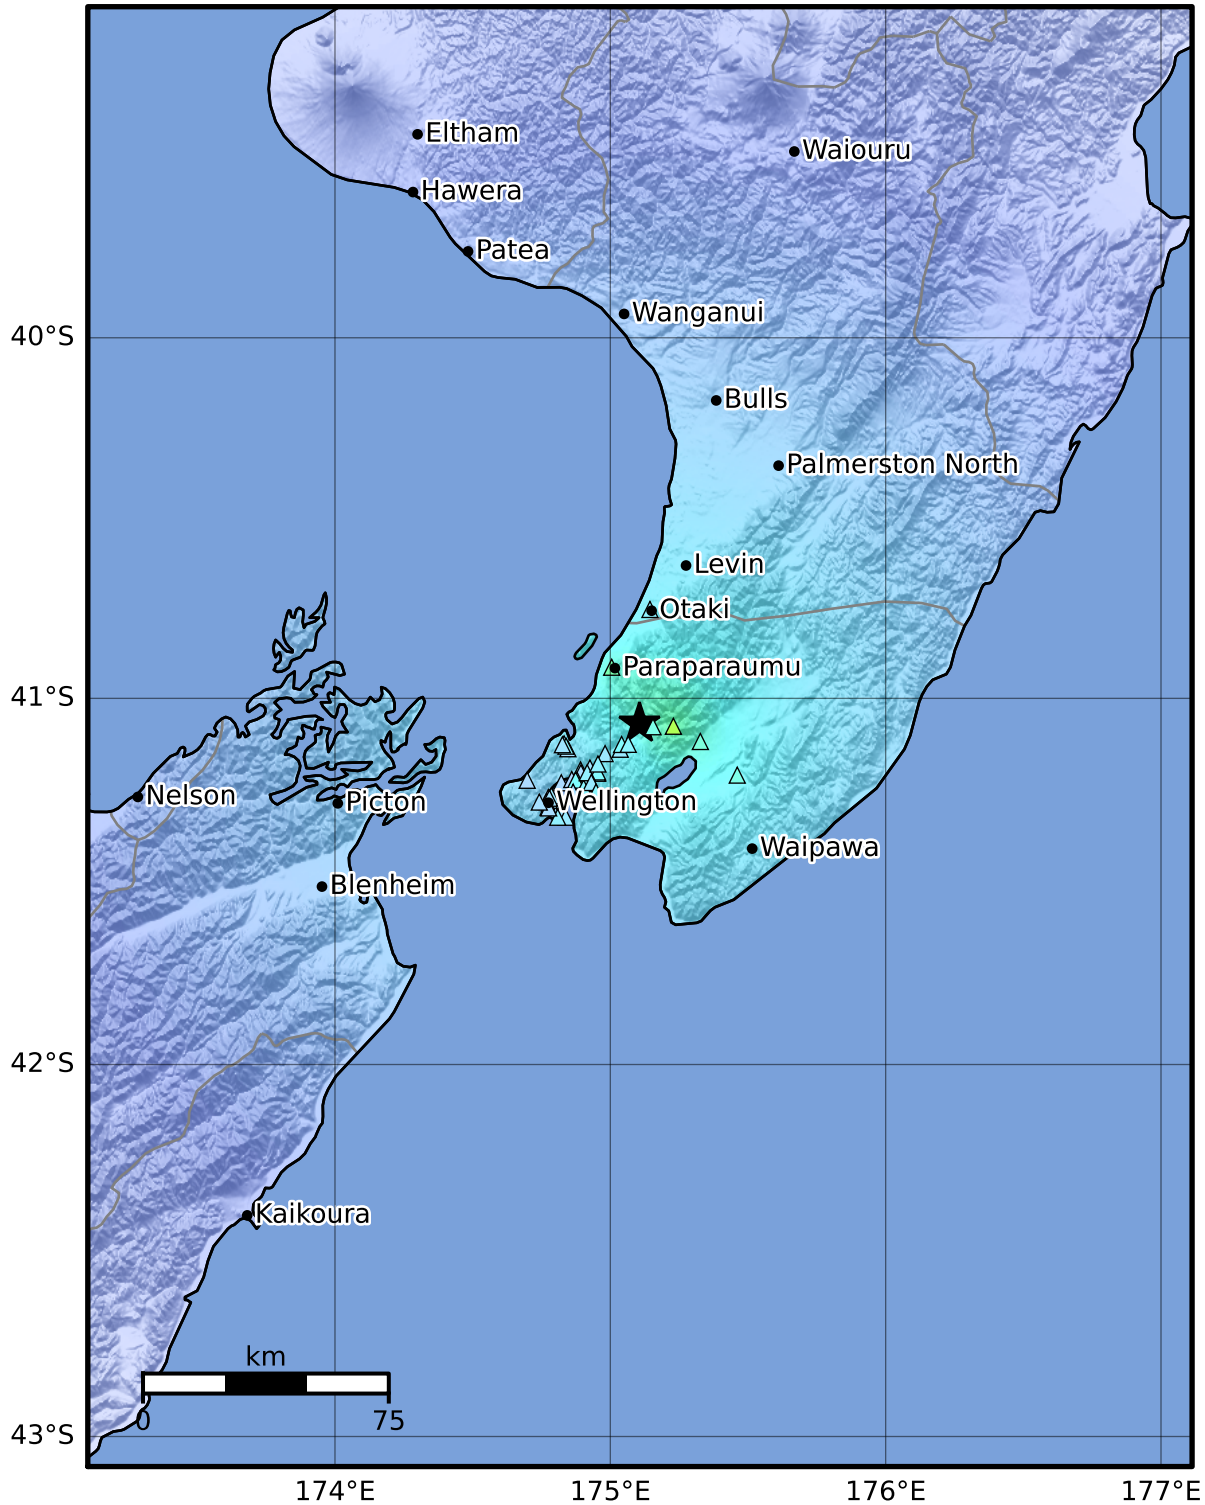 Eltham
Waiouru
Hawera
Patea
Wanganui
40°S
Bulls
Palmerston North
Levin
Otaki
Paraparaumu
41°S
Nelson
Picton
Wellington
Waipawa
Blenheim
42°S
Kaikoura
km
0 75
43°S
174°E 175°E 176°E 177°E